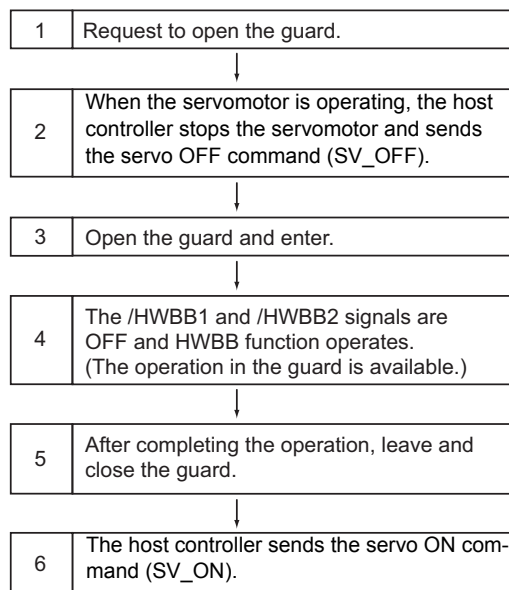 1
Request to open the guard.
2
When the servomotor is operating, the host
controller stops the servomotor and sends
the servo OFF command (SV_OFF).
3
Open the guard and enter.
4
The /HWBB1 and /HWBB2 signals are
OFF and HWBB function operates.
(The operation in the guard is available.)
5
After completing the operation, leave and
close the guard.
6
The host controller sends the servo ON com-
mand (SV_ON).